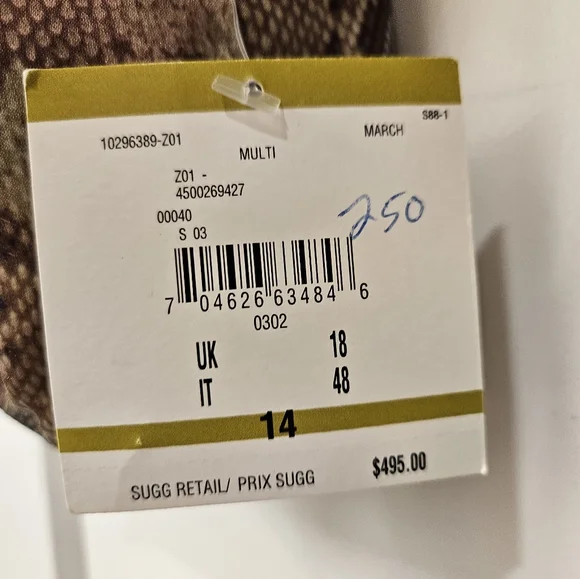 S88-1
10296389-Z01 MULTI MARCH
Z01 -
4500269427
00040
S 03
250
7 04626 63484 6
0302
UK 18
IT 48
14
SUGG RETAIL/ PRIX SUGG $495.00